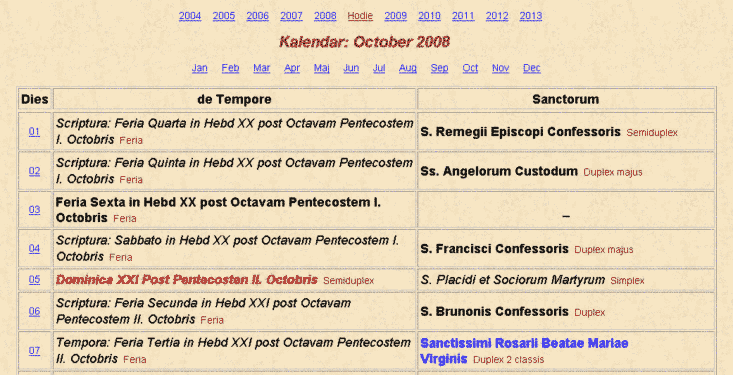 2004 2005 2006 2007 2008 Hodie 2009 2010 2011 2012 2013
Kalendar: October 2008
Jan Feb Mar Apr Maj Jun Jul Aug Sep Oct Nov Dec
Dies de Tempore Sanctorum
01 Scriptura: Feria Quarta in Hebd XX post Octavam Pentecostem
I. Octobris Feria
S. Remegii Episcopi Confessoris Semiduplex
02 Scriptura: Feria Quinta in Hebd XX post Octavam Pentecostem
I. Octobris Feria
Ss. Angelorum Custodum Duplex majus
03 Feria Sexta in Hebd XX post Octavam Pentecostem I.
Octobris Feria
–
04 Scriptura: Sabbato in Hebd XX post Octavam Pentecostem I.
Octobris Feria
S. Francisci Confessoris Duplex majus
05 Dominica XXI Post Pentecosten II. Octobris Semiduplex
S. Placidi et Sociorum Martyrum Simplex
06 Scriptura: Feria Secunda in Hebd XXI post Octavam
Pentecostem II. Octobris Feria
S. Brunonis Confessoris Duplex
07 Tempora: Feria Tertia in Hebd XXI post Octavam Pentecostem
II. Octobris Feria
Sanctissimi Rosarii Beatae Mariae
Virginis Duplex 2 classis